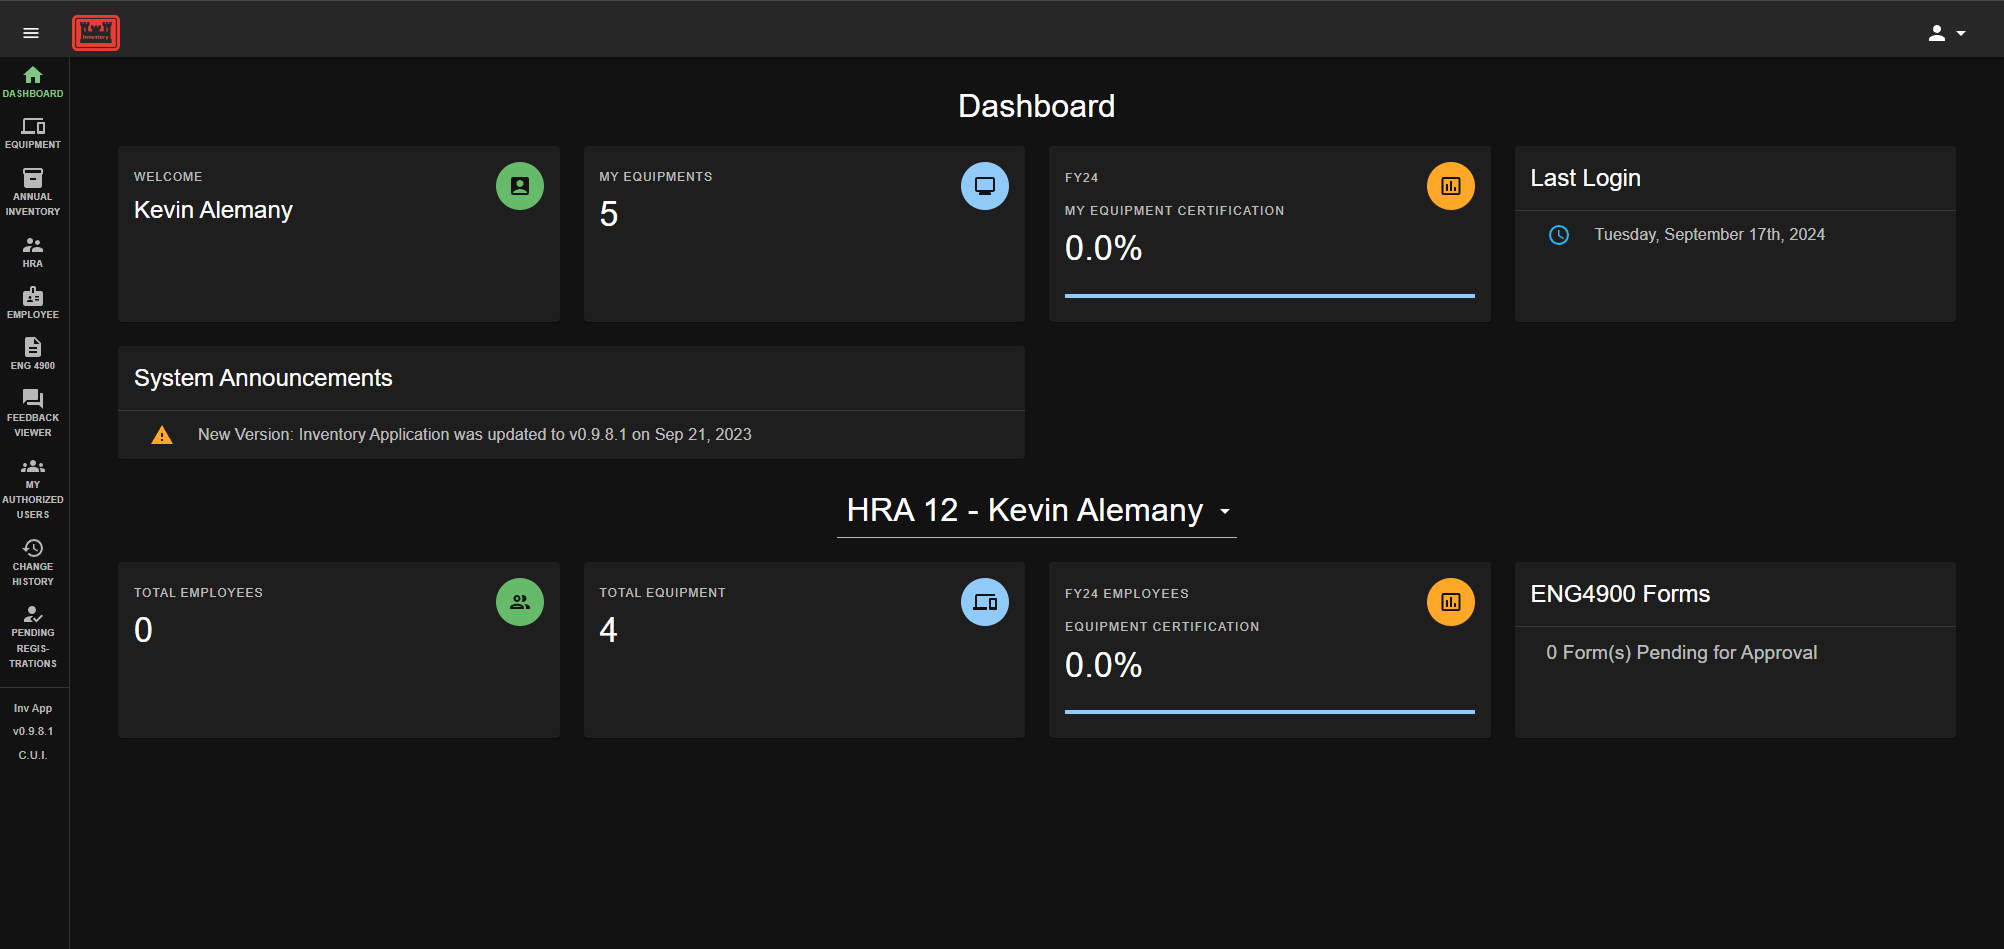 Inventory
DASHBOARD
EQUIPMENT
ANNUAL
INVENTORY
HRA
EMPLOYEE
ENG 4900
FEEDBACK
VIEWER
MY
AUTHORIZED
USERS
CHANGE
HISTORY
PENDING
REGIS-
TRATIONS
Inv App
v0.9.8.1
C.U.I.
Dashboard
WELCOME
Kevin Alemany
MY EQUIPMENTS
5
FY24
MY EQUIPMENT CERTIFICATION
0.0%
Last Login
Tuesday, September 17th, 2024
System Announcements
New Version: Inventory Application was updated to v0.9.8.1 on Sep 21, 2023
HRA 12 - Kevin Alemany
TOTAL EMPLOYEES
0
TOTAL EQUIPMENT
4
FY24 EMPLOYEES
EQUIPMENT CERTIFICATION
0.0%
ENG4900 Forms
0 Form(s) Pending for Approval